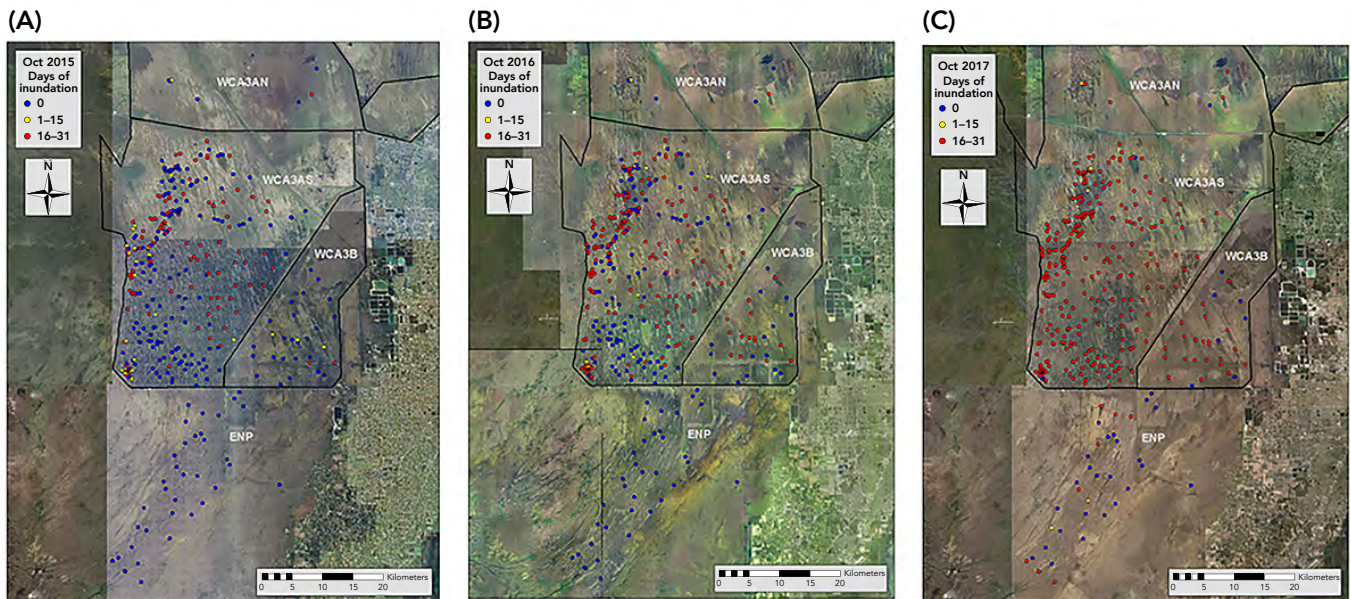 (A)
Oct 2015
Days of
inundation
0
1–15
16–31
N
WCA3AN
WCA3AS
WCA3B
ENP
Kilometers
0 5 10 15 20
(B)
Oct 2016
Days of
inundation
0
1–15
16–31
N
WCA3AN
WCA3AS
WCA3B
ENP
Kilometers
0 5 10 15 20
(C)
Oct 2017
Days of
inundation
0
1–15
16–31
N
WCA3AN
WCA3AS
WCA3B
ENP
Kilometers
0 5 10 15 20